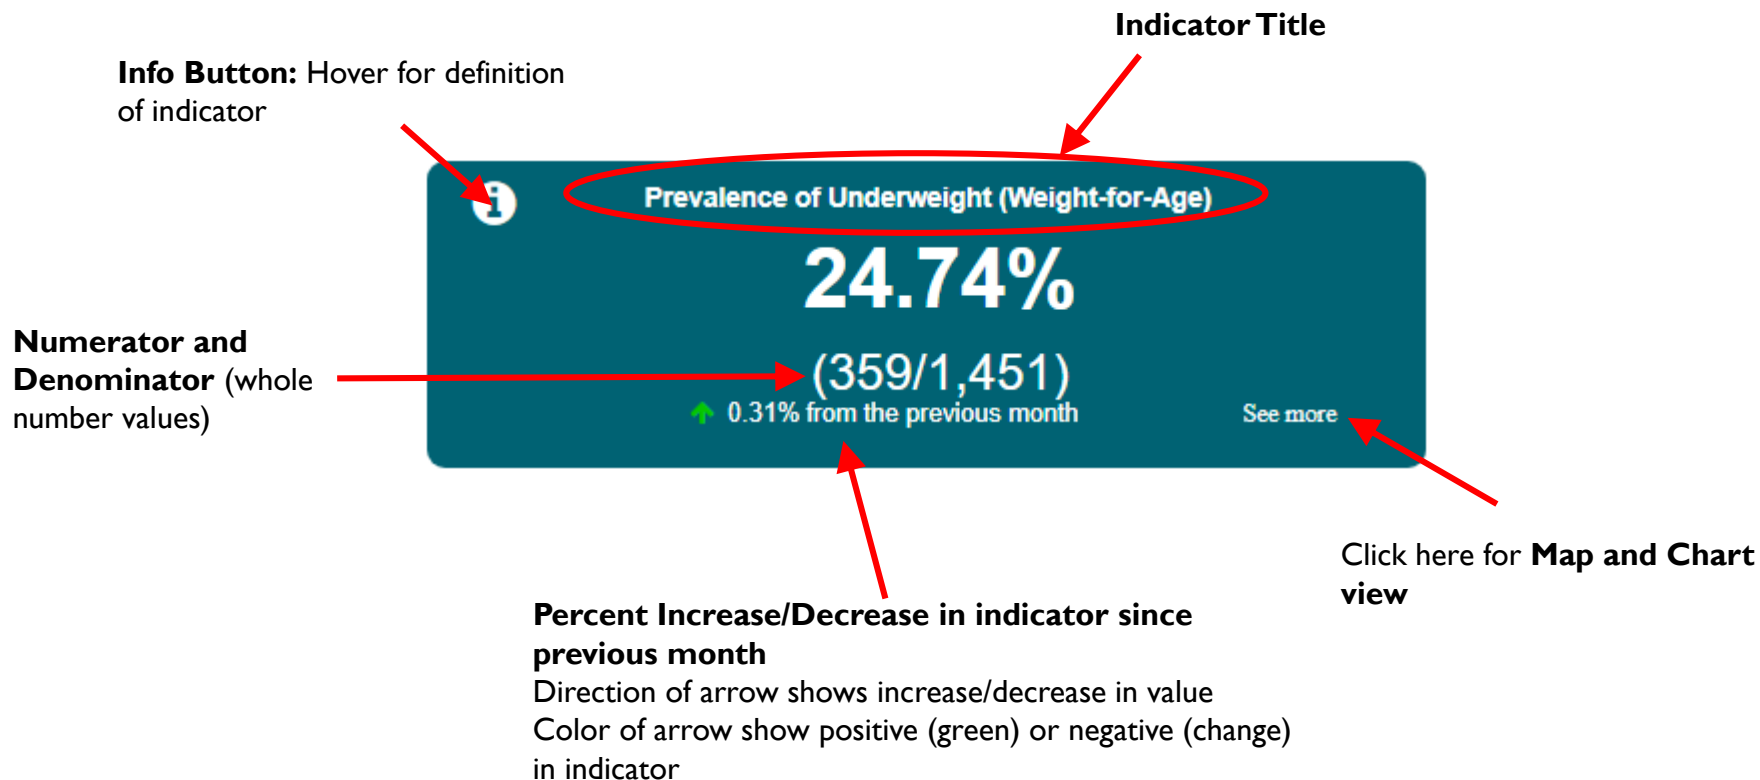 Indicator Title
Info Button: Hover for definition
of indicator
Prevalence of Underweight (Weight-for-Age)
24.74%
(359/1,451)
0.31% from the previous month
See more
Numerator and
Denominator (whole
number values)
Click here for Map and Chart
view
Percent Increase/Decrease in indicator since
previous month
Direction of arrow shows increase/decrease in value
Color of arrow show positive (green) or negative (change)
in indicator